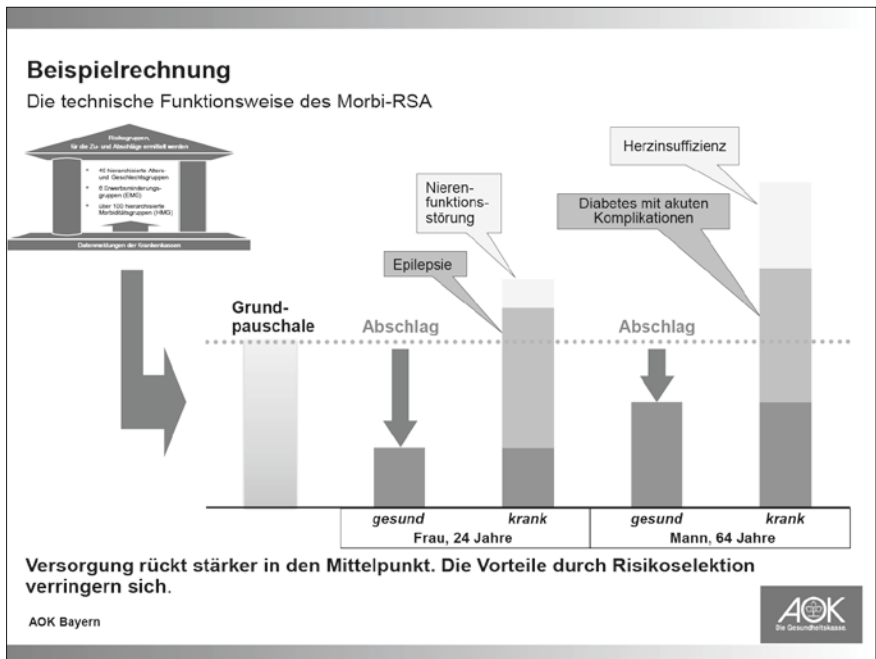 Beispielrechnung
Die technische Funktionsweise des Morbi-RSA
Risikogruppen,
für die Zu- und Abschläge ermittelt werden
hierarchisierte Alters-
und Geschlechtsgruppen
6 Erwerbsminderungs-
gruppen (EMG)
über 100 hierarchisierte
Morbiditätsgruppen (HMG)
Datenmeldungen der Krankenkassen
Herzinsuffizienz
Nieren-
funktions-
störung
Diabetes mit akuten
Komplikationen
Epilepsie
Grund-
pauschale
Abschlag
Abschlag
gesund krank gesund krank
Frau, 24 Jahre Mann, 64 Jahre
Versorgung rückt stärker in den Mittelpunkt. Die Vorteile durch Risikoselektion
verringern sich.
AOK Bayern
AOK
Die Gesundheitskasse.